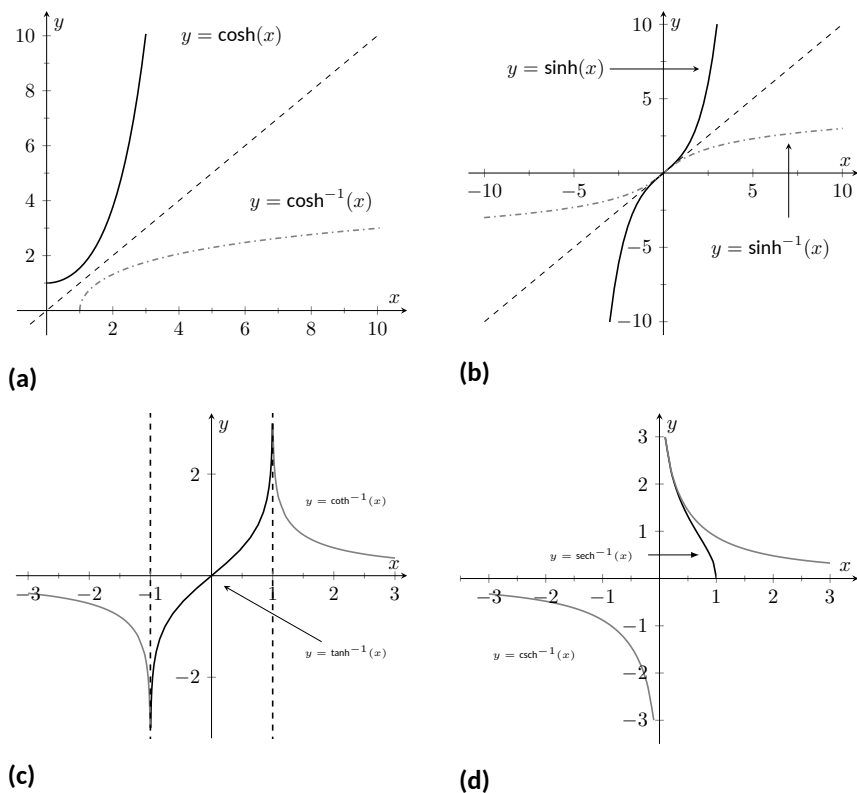 y
10
8
6
4
2
2 4 6 8 10
x
y = cosh(x)
y = cosh⁻¹(x)
(a)
y
10
5
−5
−10
−10 −5 5 10
x
y = sinh(x)
y = sinh⁻¹(x)
(b)
y
2
−2
−3 −2 −1 1 2 3
x
y = coth⁻¹(x)
y = tanh⁻¹(x)
(c)
y
3
2
1
−1
−2
−3
−3 −2 −1 1 2 3
x
y = sech⁻¹(x)
y = csch⁻¹(x)
(d)